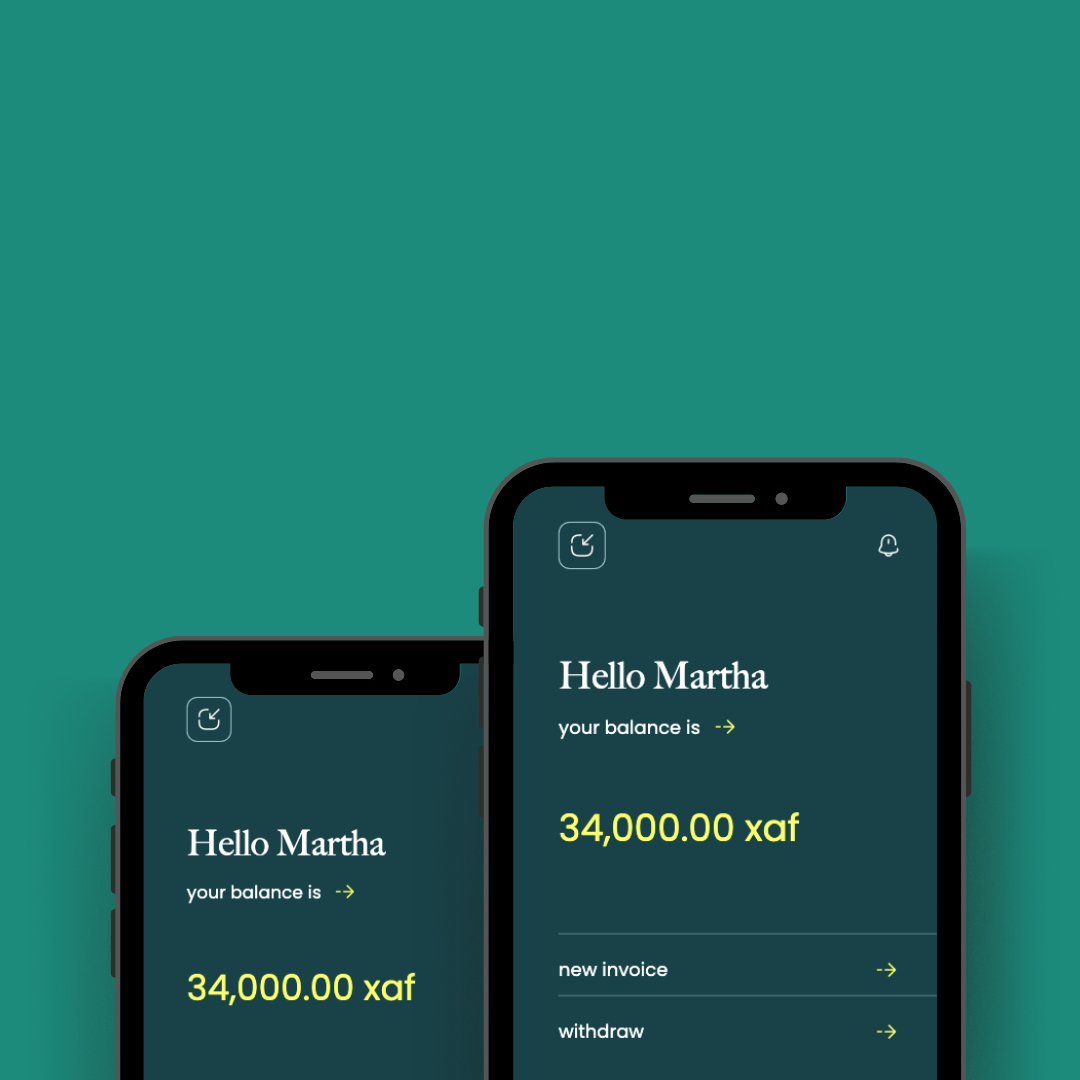 Hello Martha
your balance is
34,000.00 xaf
new invoice
withdraw
Hello Martha
your balance is
34,000.00 xaf